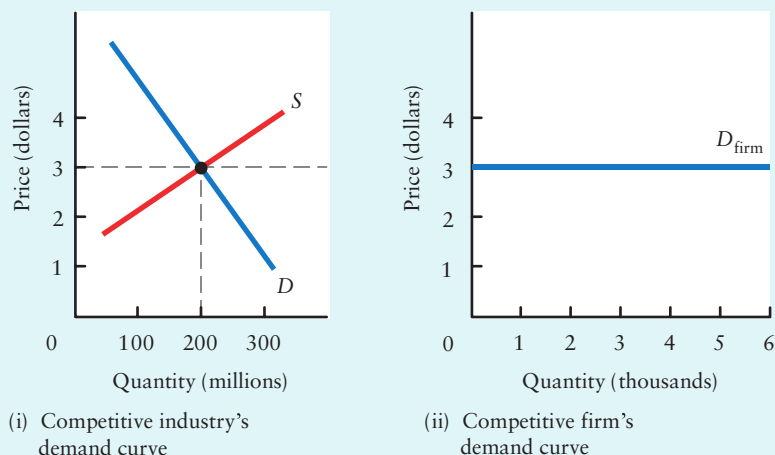 Price (dollars)
4
3
2
1
0
100
200
300
S
D
Quantity (millions)
(i) Competitive industry's
demand curve
Price (dollars)
4
3
2
1
0
1
2
3
4
5
6
D firm
Quantity (thousands)
(ii) Competitive firm's
demand curve